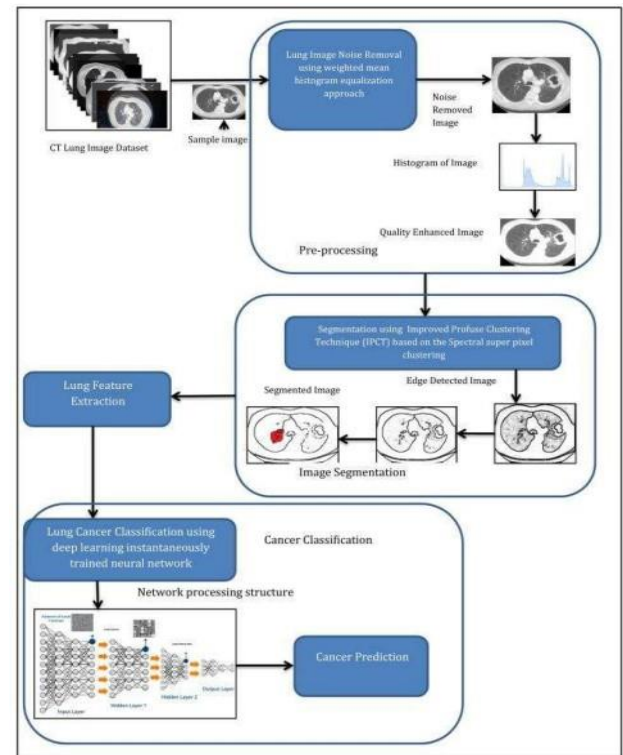 CT Lung Image Dataset
Sample image
Lung Image Noise Removal
using weighted mean
histogram equalization
approach
Noise
Removed
Image
Histogram of Image
Quality Enhanced Image
Pre-processing
Segmentation using Improved Profuse Clustering
Technique (IPCT) based on the Spectral super pixel
clustering
Edge Detected Image
Segmented Image
Image Segmentation
Lung Feature
Extraction
Lung Cancer Classification using
deep learning instantaneously
trained neural network
Cancer Classification
Network processing structure
Input Layer
Hidden Layer 1
Hidden Layer 2
Output Layer
Cancer Prediction